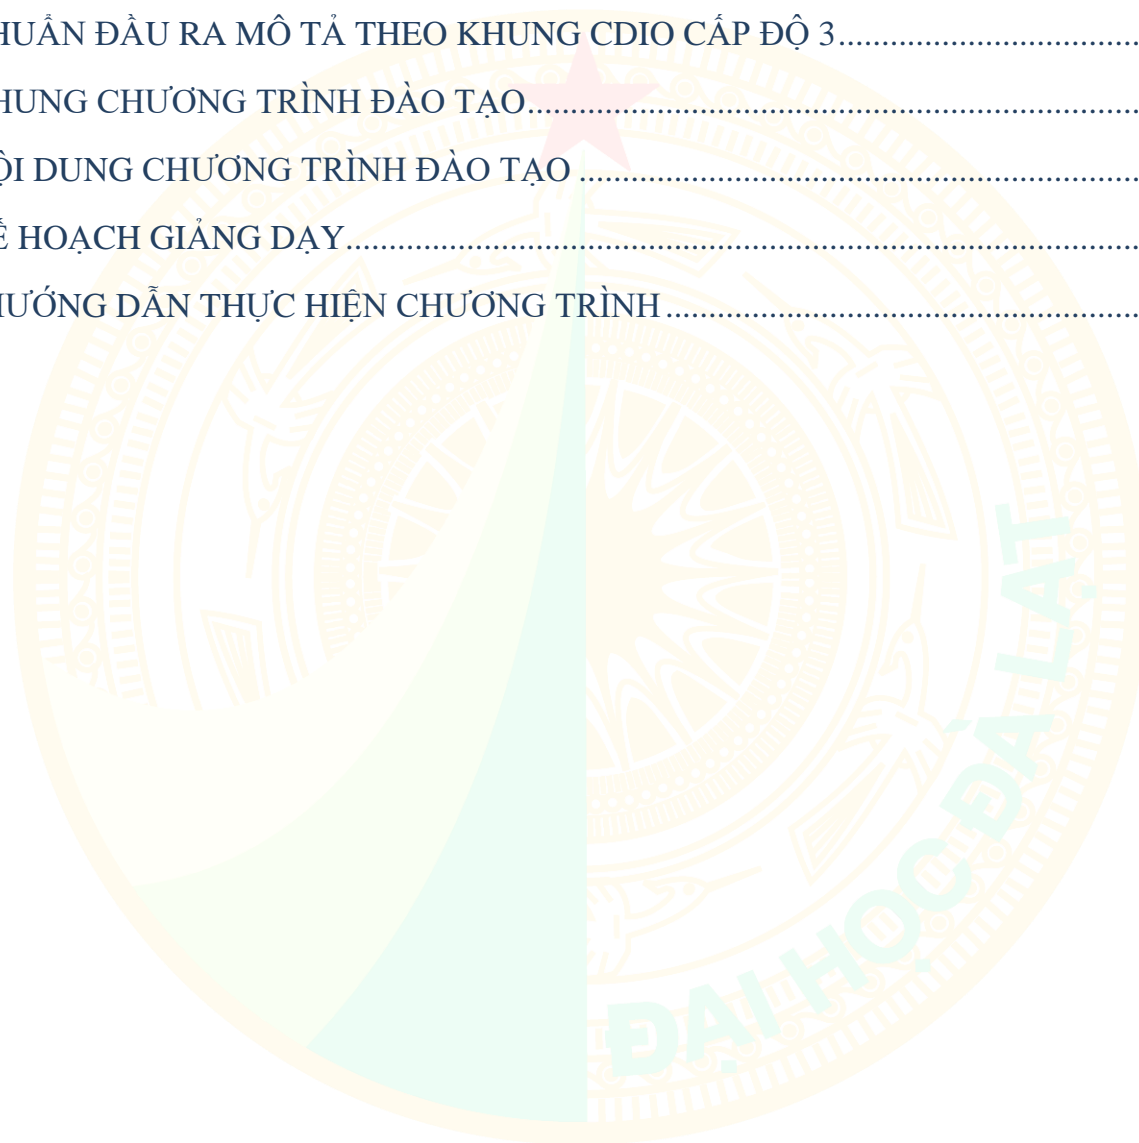 HUẨN ĐẦU RA MÔ TẢ THEO KHUNG CDIO CẤP ĐỘ 3
HUNG CHƯƠNG TRÌNH ĐÀO TẠO
ỘI DUNG CHƯƠNG TRÌNH ĐÀO TẠO
Ế HOẠCH GIẢNG DẠY
HƯỚNG DẪN THỰC HIỆN CHƯƠNG TRÌNH
ĐẠI HỌC ĐÀ LẠT